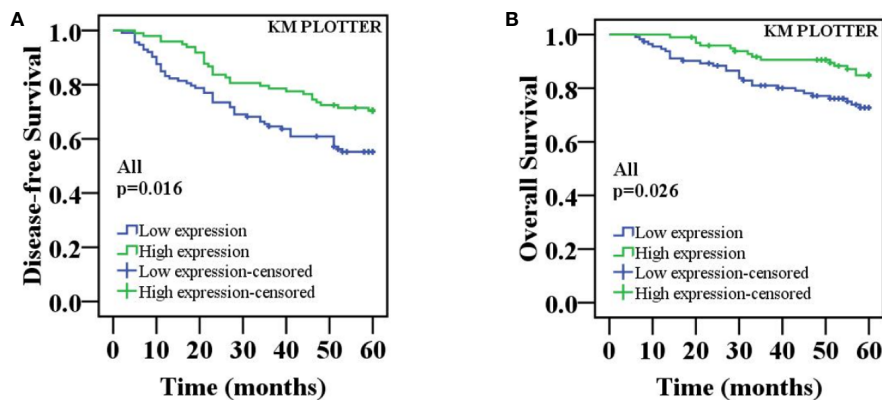 A
KM PLOTTER
Disease-free Survival
1.0
0.8
0.6
0.4
0.2
0.0
All
p=0.016
Low expression
High expression
Low expression-censored
High expression-censored
0 10 20 30 40 50 60
Time (months)
B
KM PLOTTER
Overall Survival
1.0
0.8
0.6
0.4
0.2
0.0
All
p=0.026
Low expression
High expression
Low expression-censored
High expression-censored
0 10 20 30 40 50 60
Time (months)